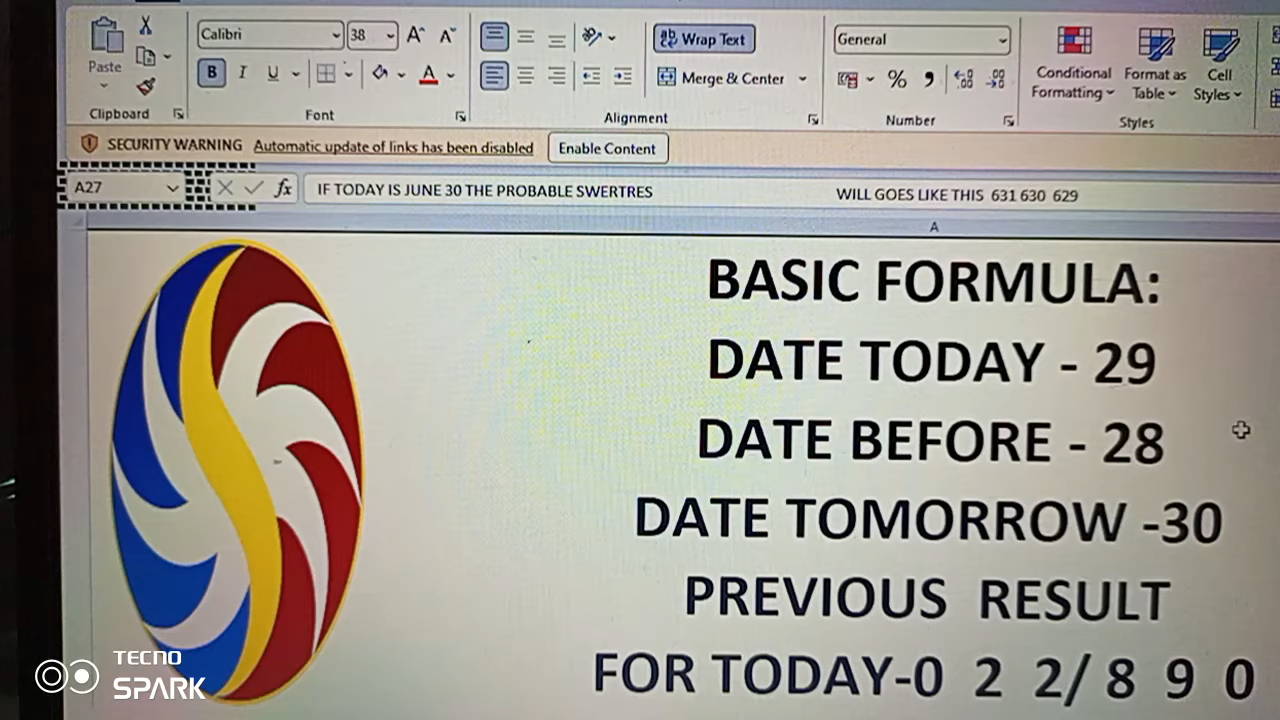 Calibri
38
Wrap Text
General
Paste
B I U
A
Merge & Center
%
Conditional Formatting
Format as Table
Cell Styles
Clipboard
Font
Alignment
Number
Styles
SECURITY WARNING Automatic update of links has been disabled Enable Content
A27
fx IF TODAY IS JUNE 30 THE PROBABLE SWERTRES WILL GOES LIKE THIS 631 630 629
A
BASIC FORMULA:
DATE TODAY - 29
DATE BEFORE - 28
DATE TOMORROW -30
PREVIOUS RESULT
FOR TODAY-0 2 2/ 8 9 0
TECNO
SPARK